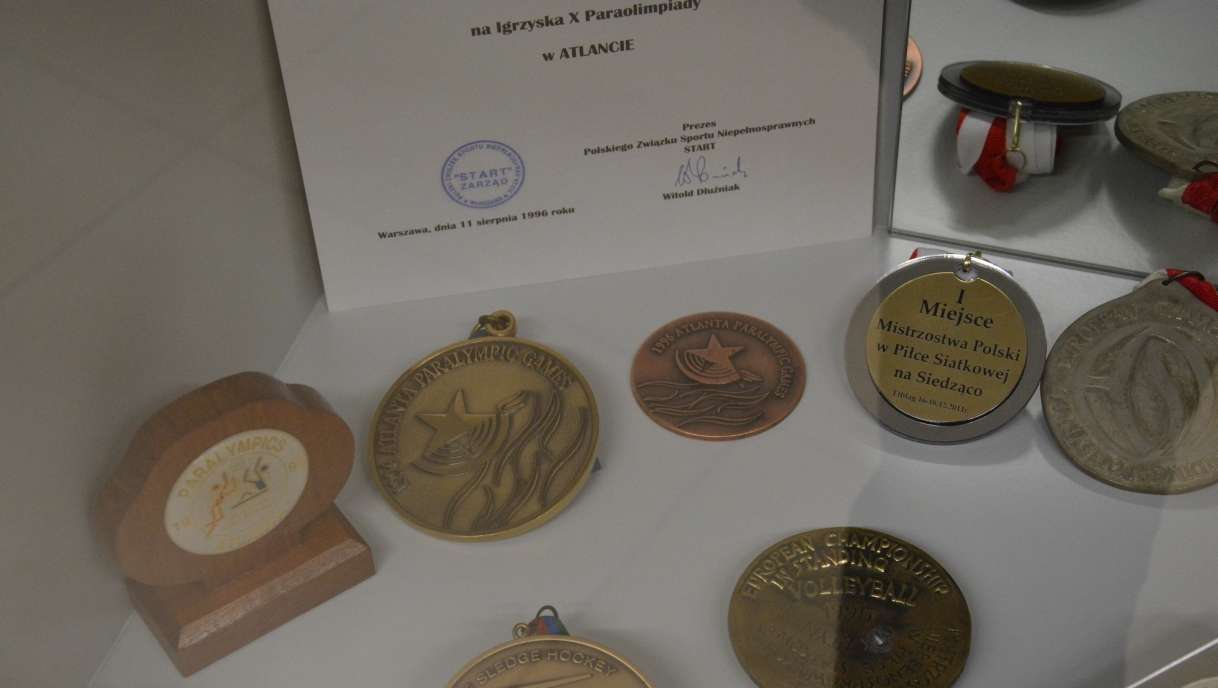 na Igrzyska X Paraolimpiady
w ATLANCIE
Prezes
Polskiego Związku Sportu Niepełnosprawnych
START
Witold Dłużniak
"START"
ZARZĄD
Warszawa, dnia 11 sierpnia 1996 roku
1996 ATLANTA PARALYMPIC GAMES
1996 ATLANTA PARALYMPIC GAMES
I
Miejsce
Mistrzostwa Polski
w Piłce Siatkowej
na Siedząco
PARALYMPICS
EUROPEAN CHAMPIONSHIP
IN STANDING
VOLLEYBALL
SLEDGE HOCKEY